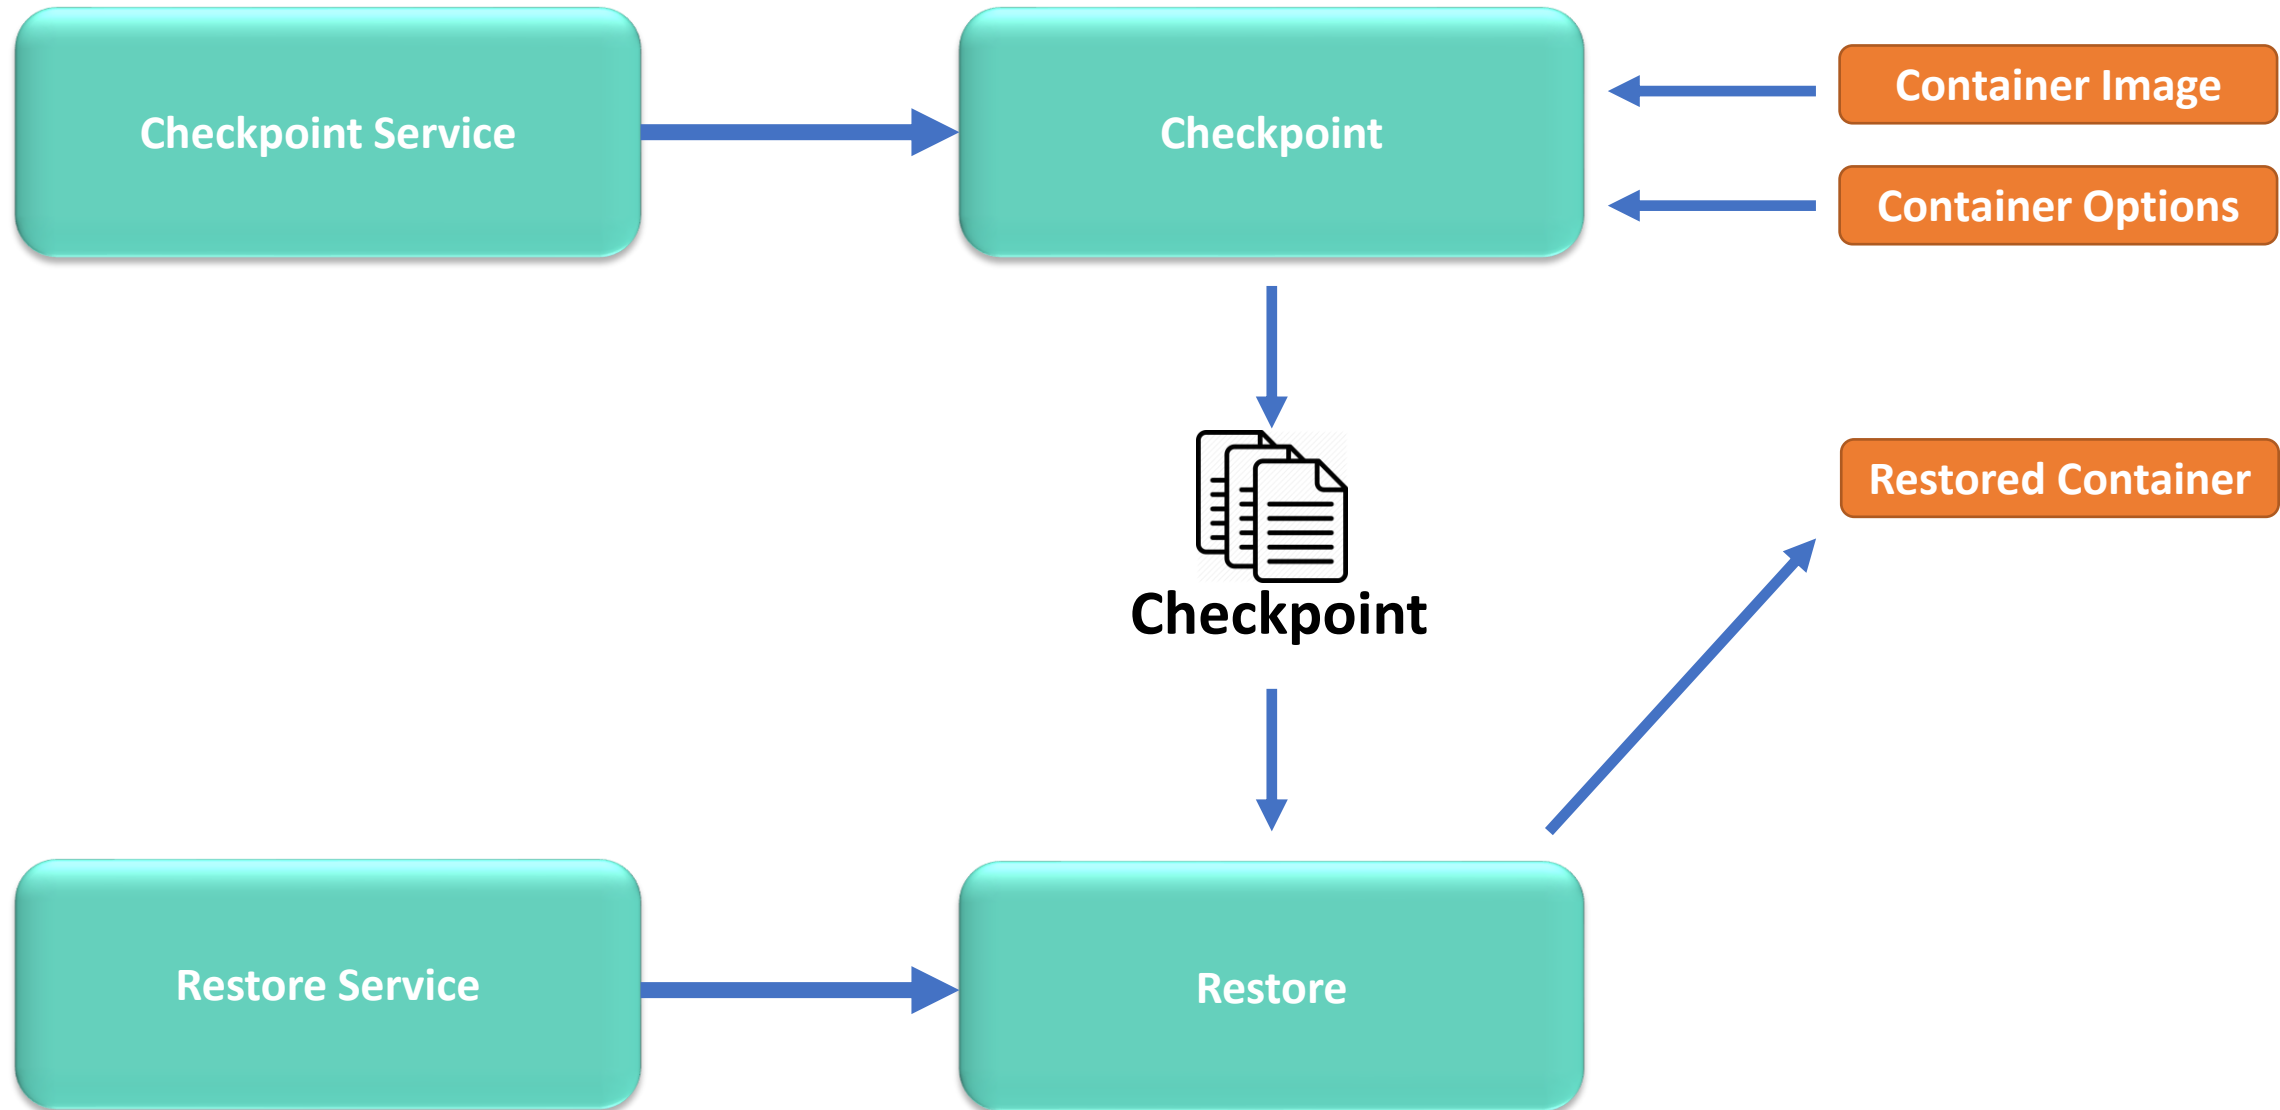 Checkpoint Service
Checkpoint
Container Image
Container Options
Checkpoint
Restored Container
Restore Service
Restore